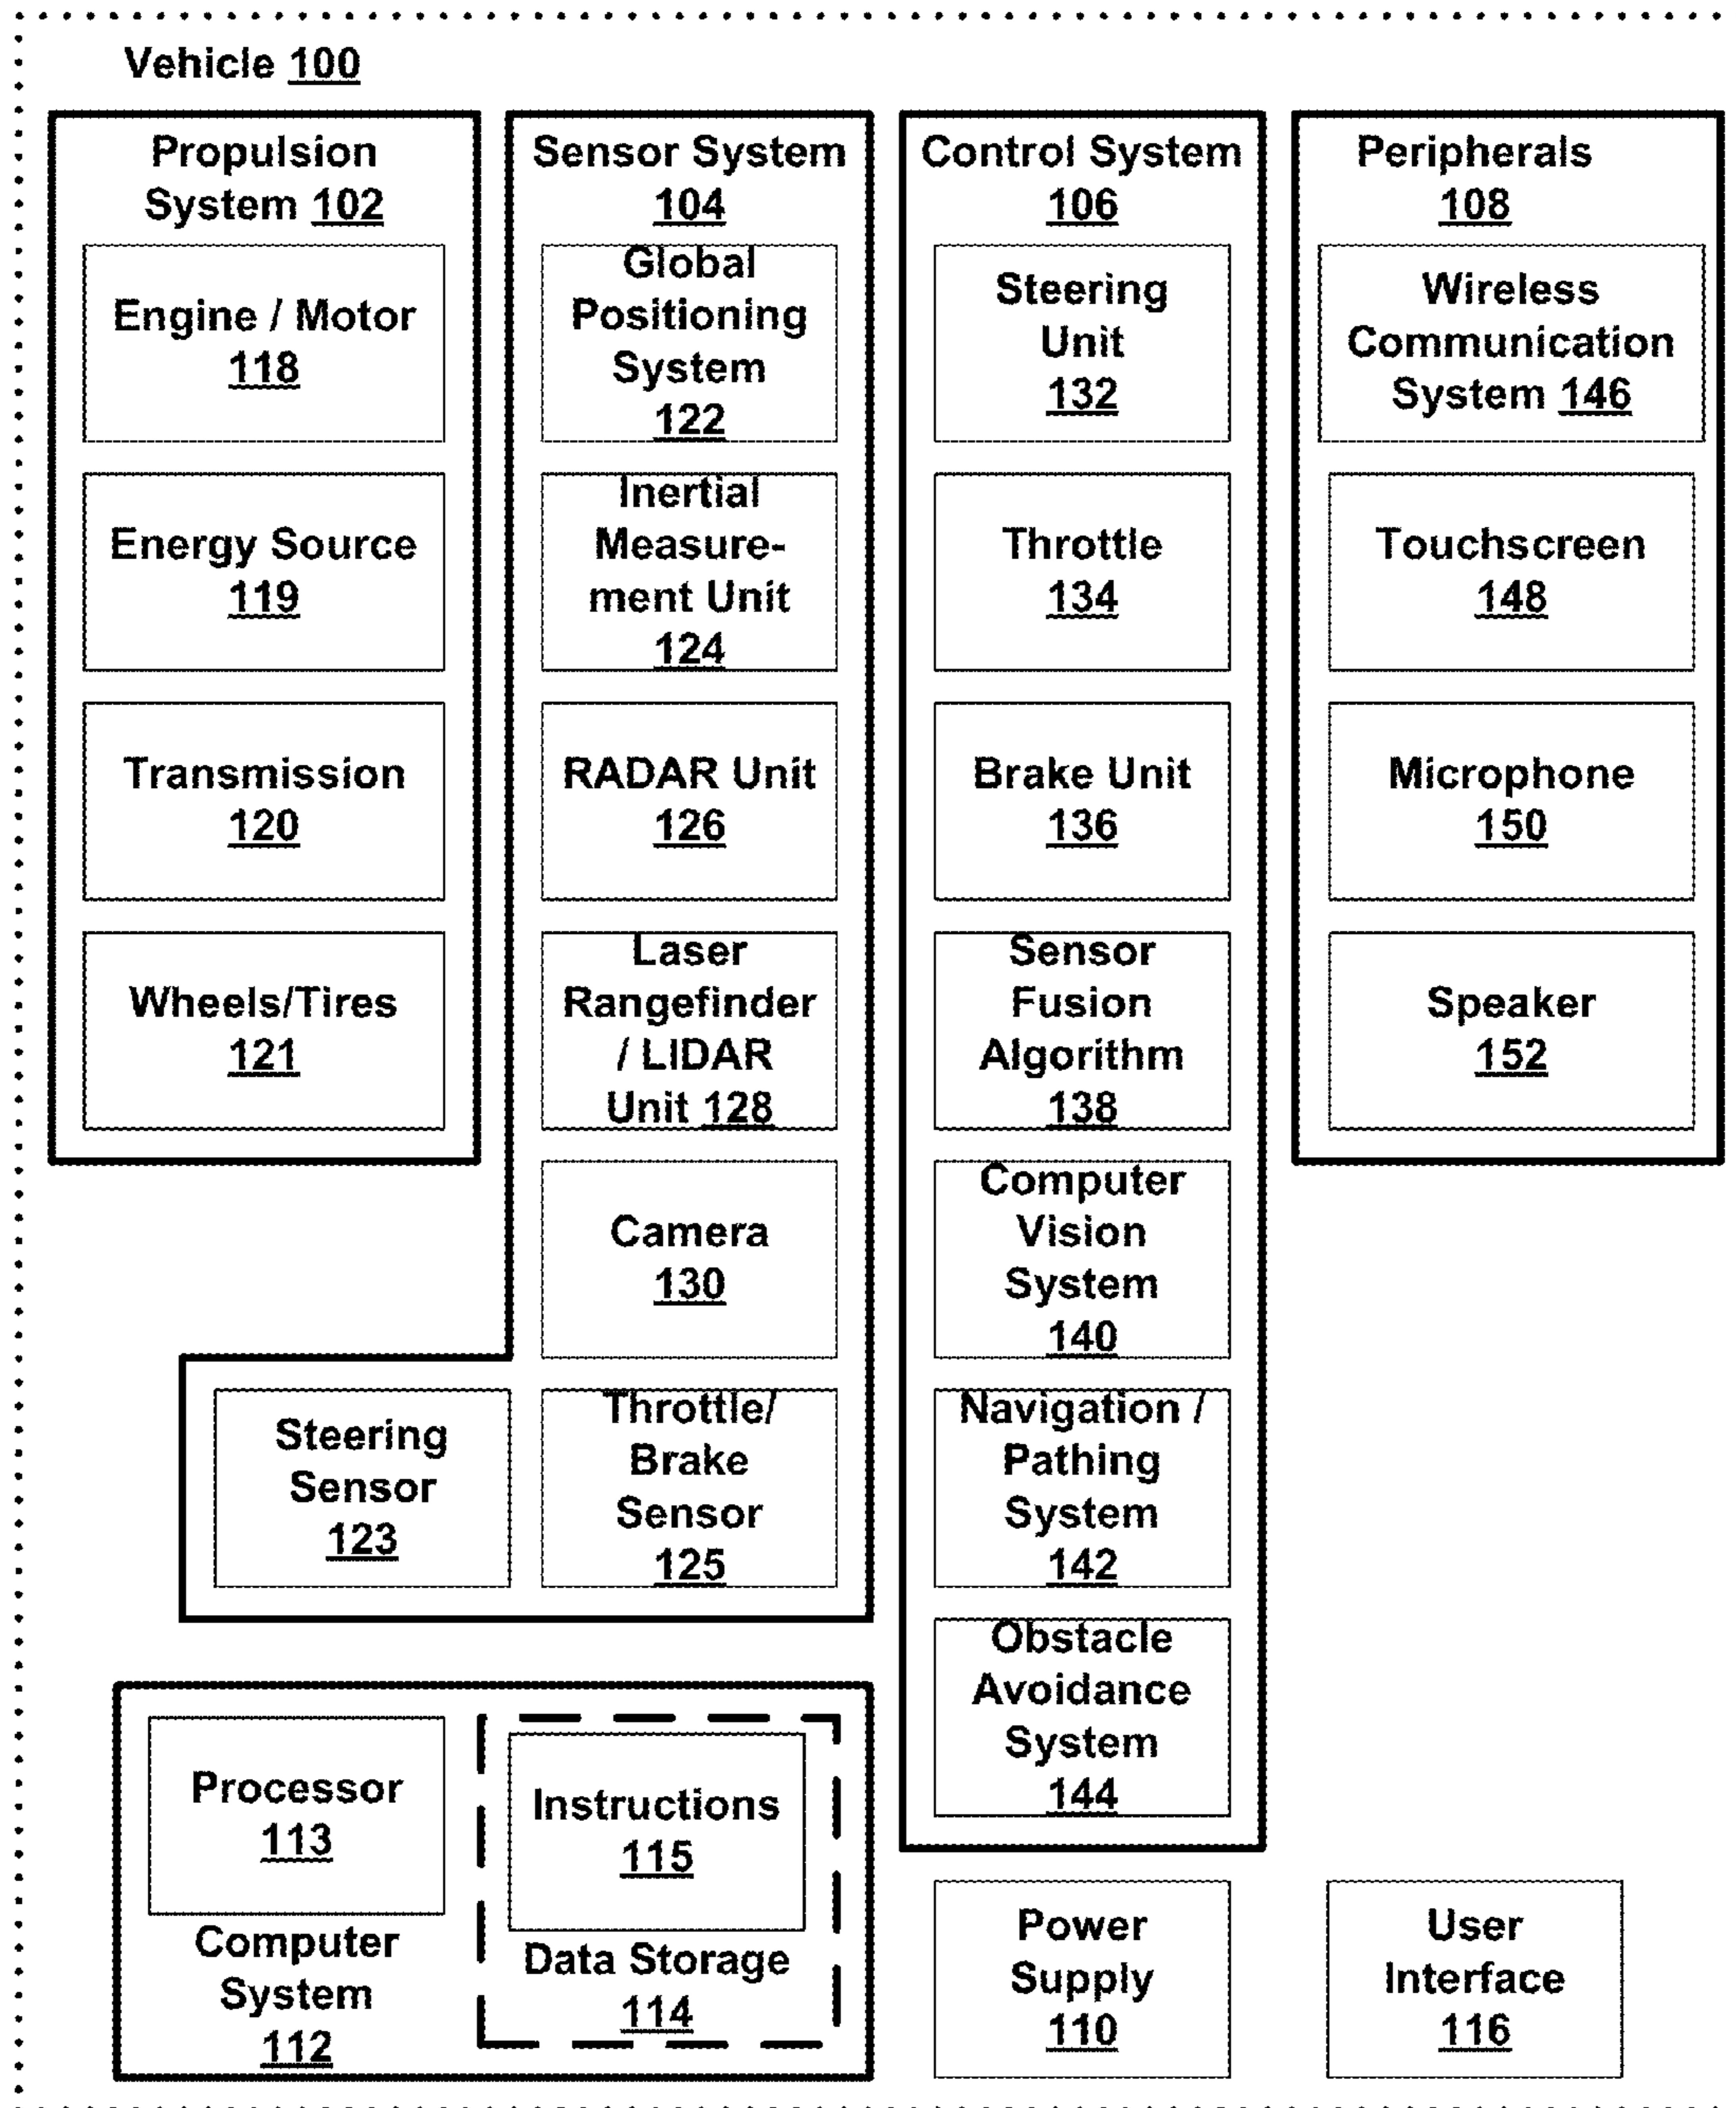 Vehicle 100
Propulsion
System 102
Engine / Motor
118
Energy Source
119
Transmission
120
Wheels/Tires
121
Sensor System
104
Global
Positioning
System
122
Inertial
Measure-
ment Unit
124
RADAR Unit
126
Laser
Rangefinder
/ LIDAR
Unit 128
Camera
130
Steering
Sensor
123
Throttle/
Brake
Sensor
125
Control System
106
Steering
Unit
132
Throttle
134
Brake Unit
136
Sensor
Fusion
Algorithm
138
Computer
Vision
System
140
Navigation /
Pathing
System
142
Obstacle
Avoidance
System
144
Peripherals
108
Wireless
Communication
System 146
Touchscreen
148
Microphone
150
Speaker
152
Processor
113
Computer
System
112
Instructions
115
Data Storage
114
Power
Supply
110
User
Interface
116